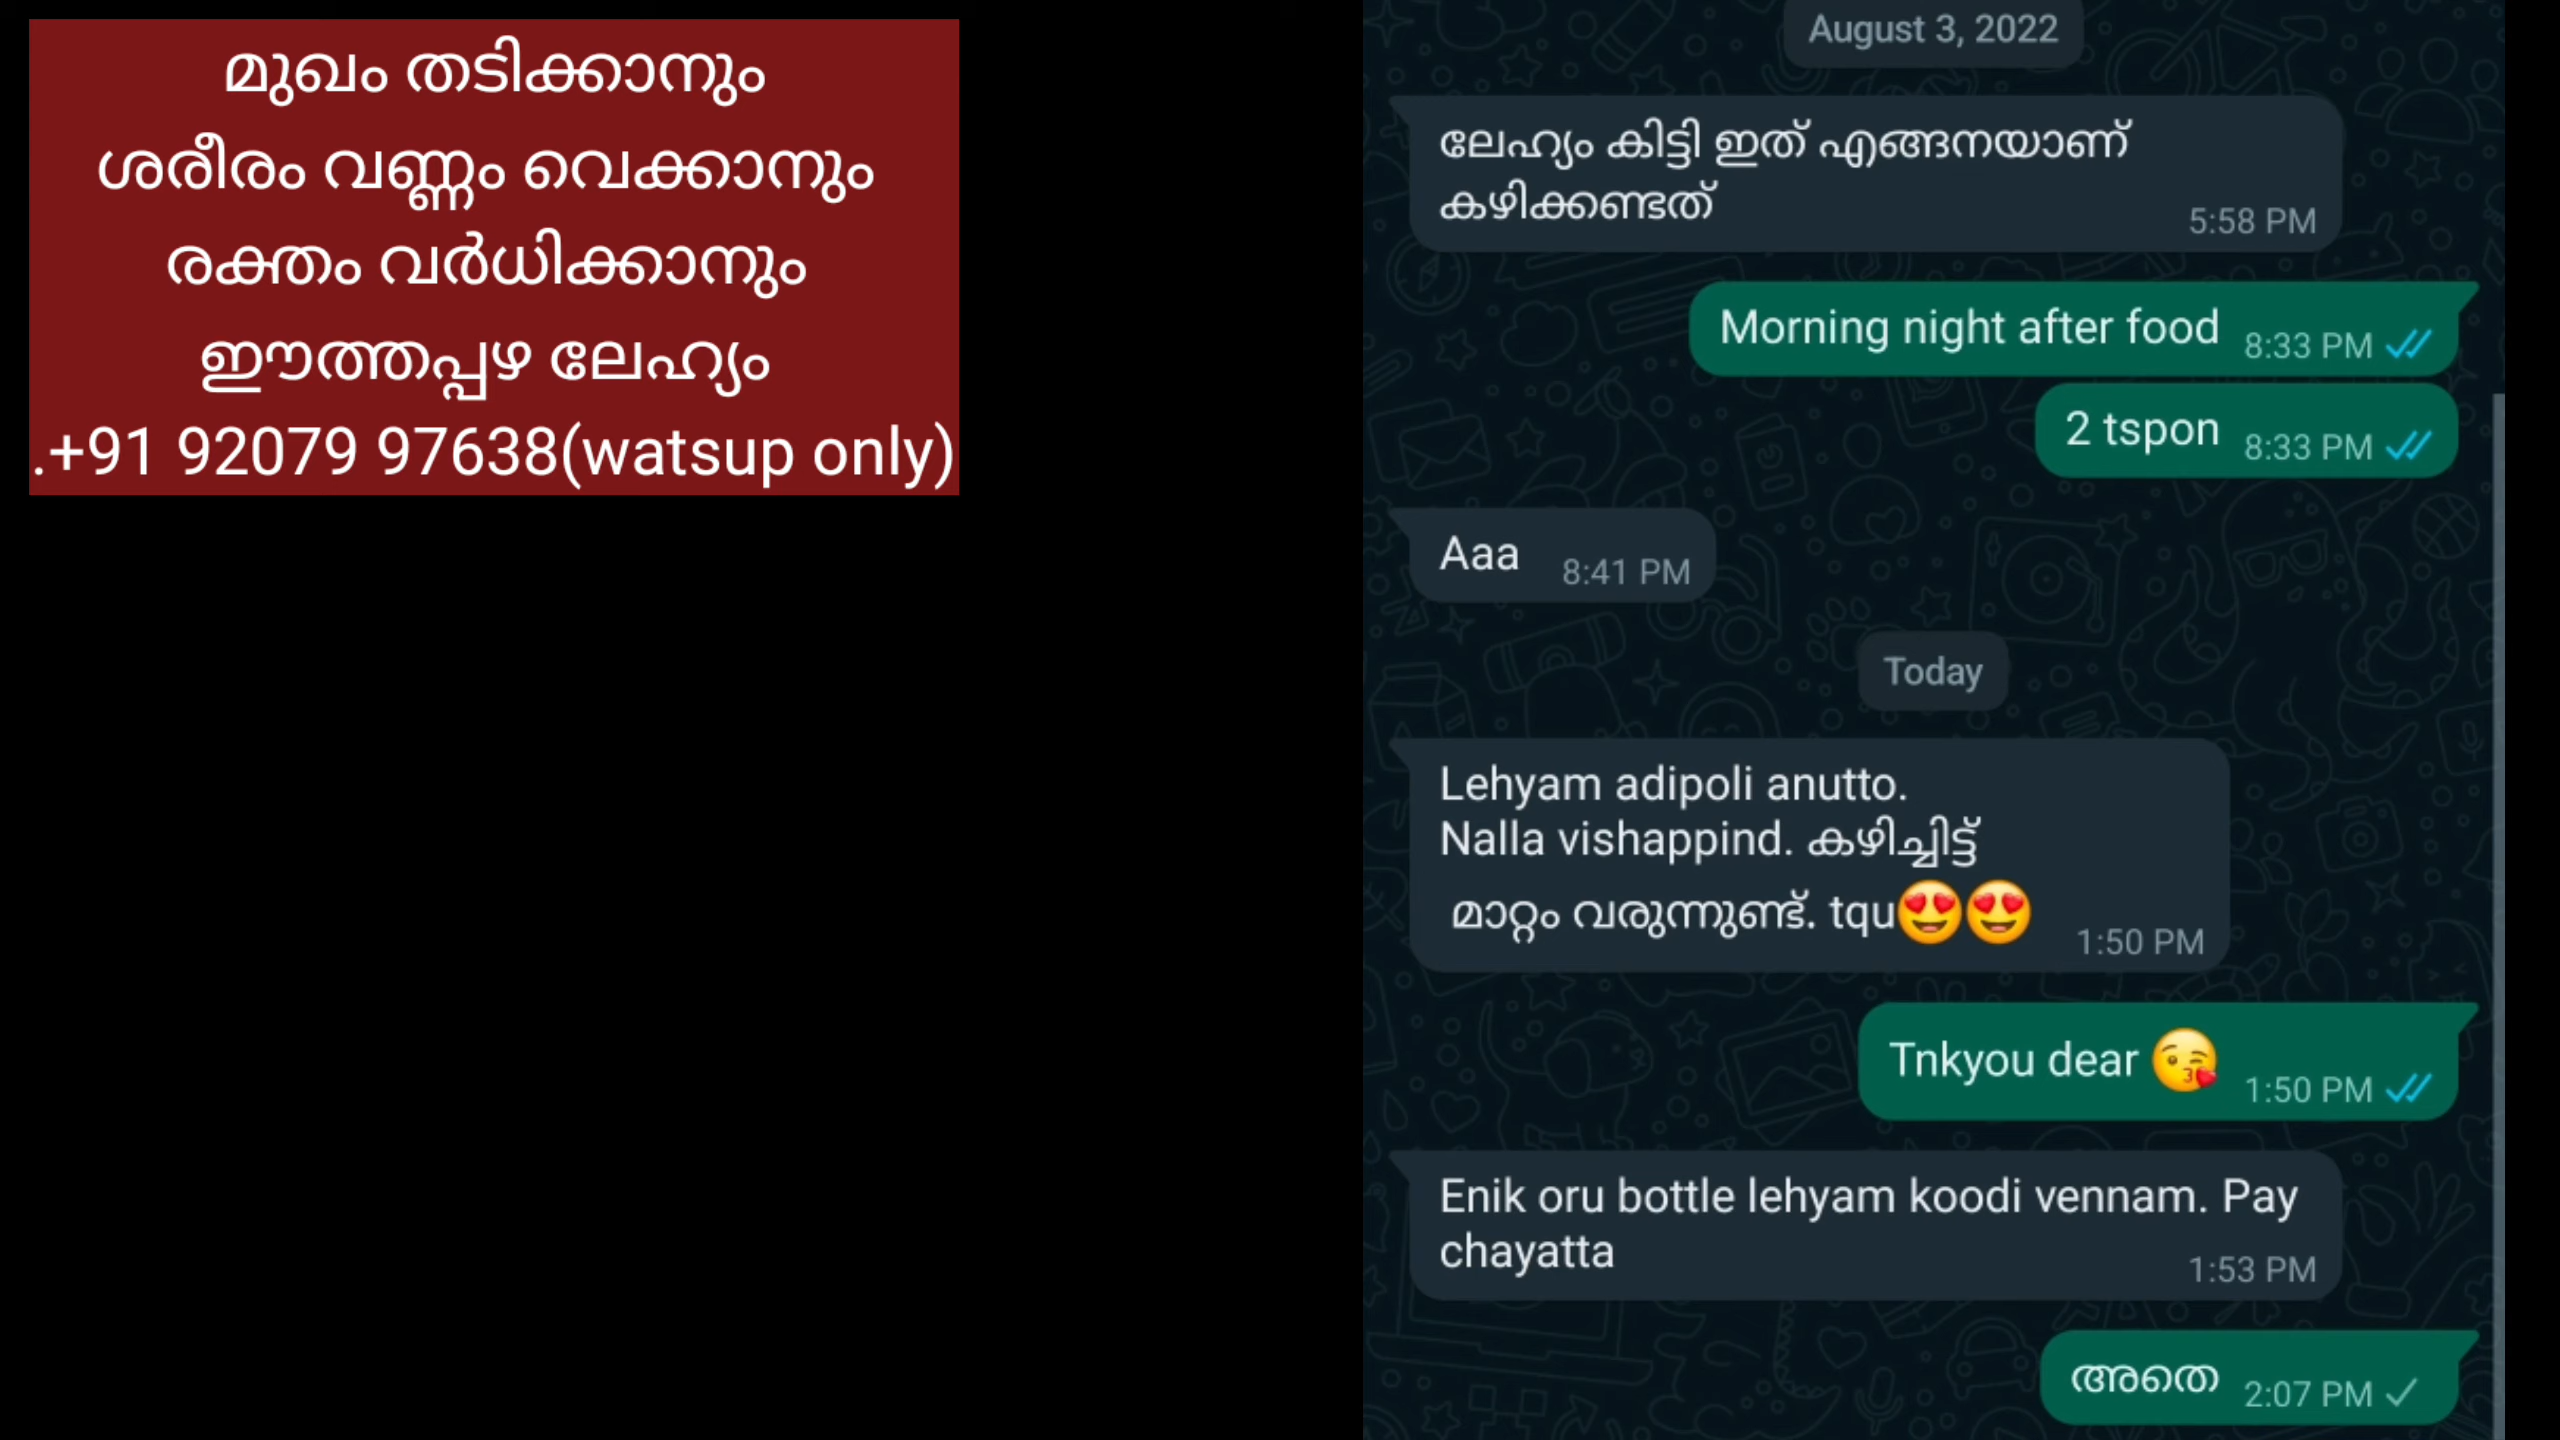 മുഖം തടിക്കാനും
ശരീരം വണ്ണം വെക്കാനും
രക്തം വർധിക്കാനും
ഈത്തപ്പഴ ലേഹ്യം
.+91 92079 97638(watsup only)
August 3, 2022
ലേഹ്യം കിട്ടി ഇത് എങ്ങനയാണ്
കഴിക്കണ്ടത്
5:58 PM
Morning night after food 8:33 PM
2 tspon 8:33 PM
Aaa 8:41 PM
Today
Lehyam adipoli anutto.
Nalla vishappind. കഴിച്ചിട്ട്
മാറ്റം വരുന്നുണ്ട്. tqu😍😍
1:50 PM
Tnkyou dear 😘 1:50 PM
Enik oru bottle lehyam koodi vennam. Pay
chayatta
1:53 PM
അതെ 2:07 PM